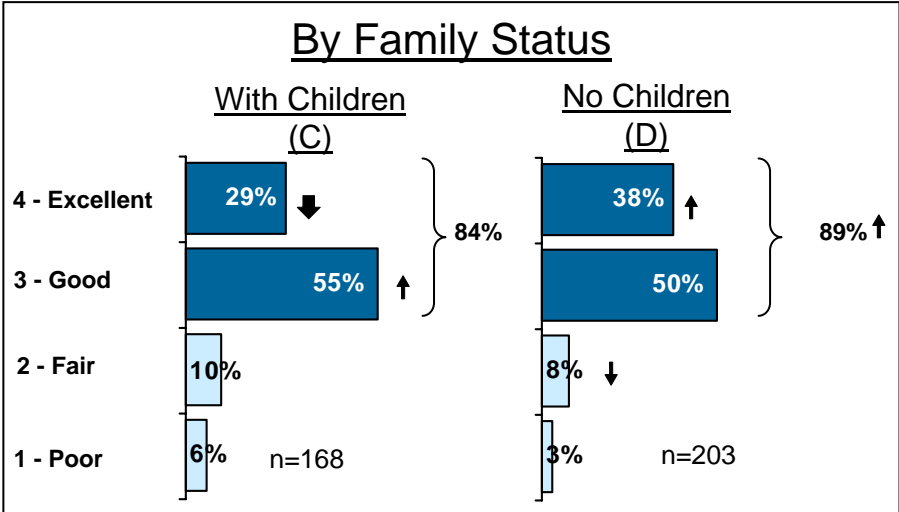 By Family Status
With Children
(C)
No Children
(D)
4 - Excellent 29% 38%
84% 89%
3 - Good 55% 50%
2 - Fair 10% 8%
1 - Poor 6% n=168 3% n=203